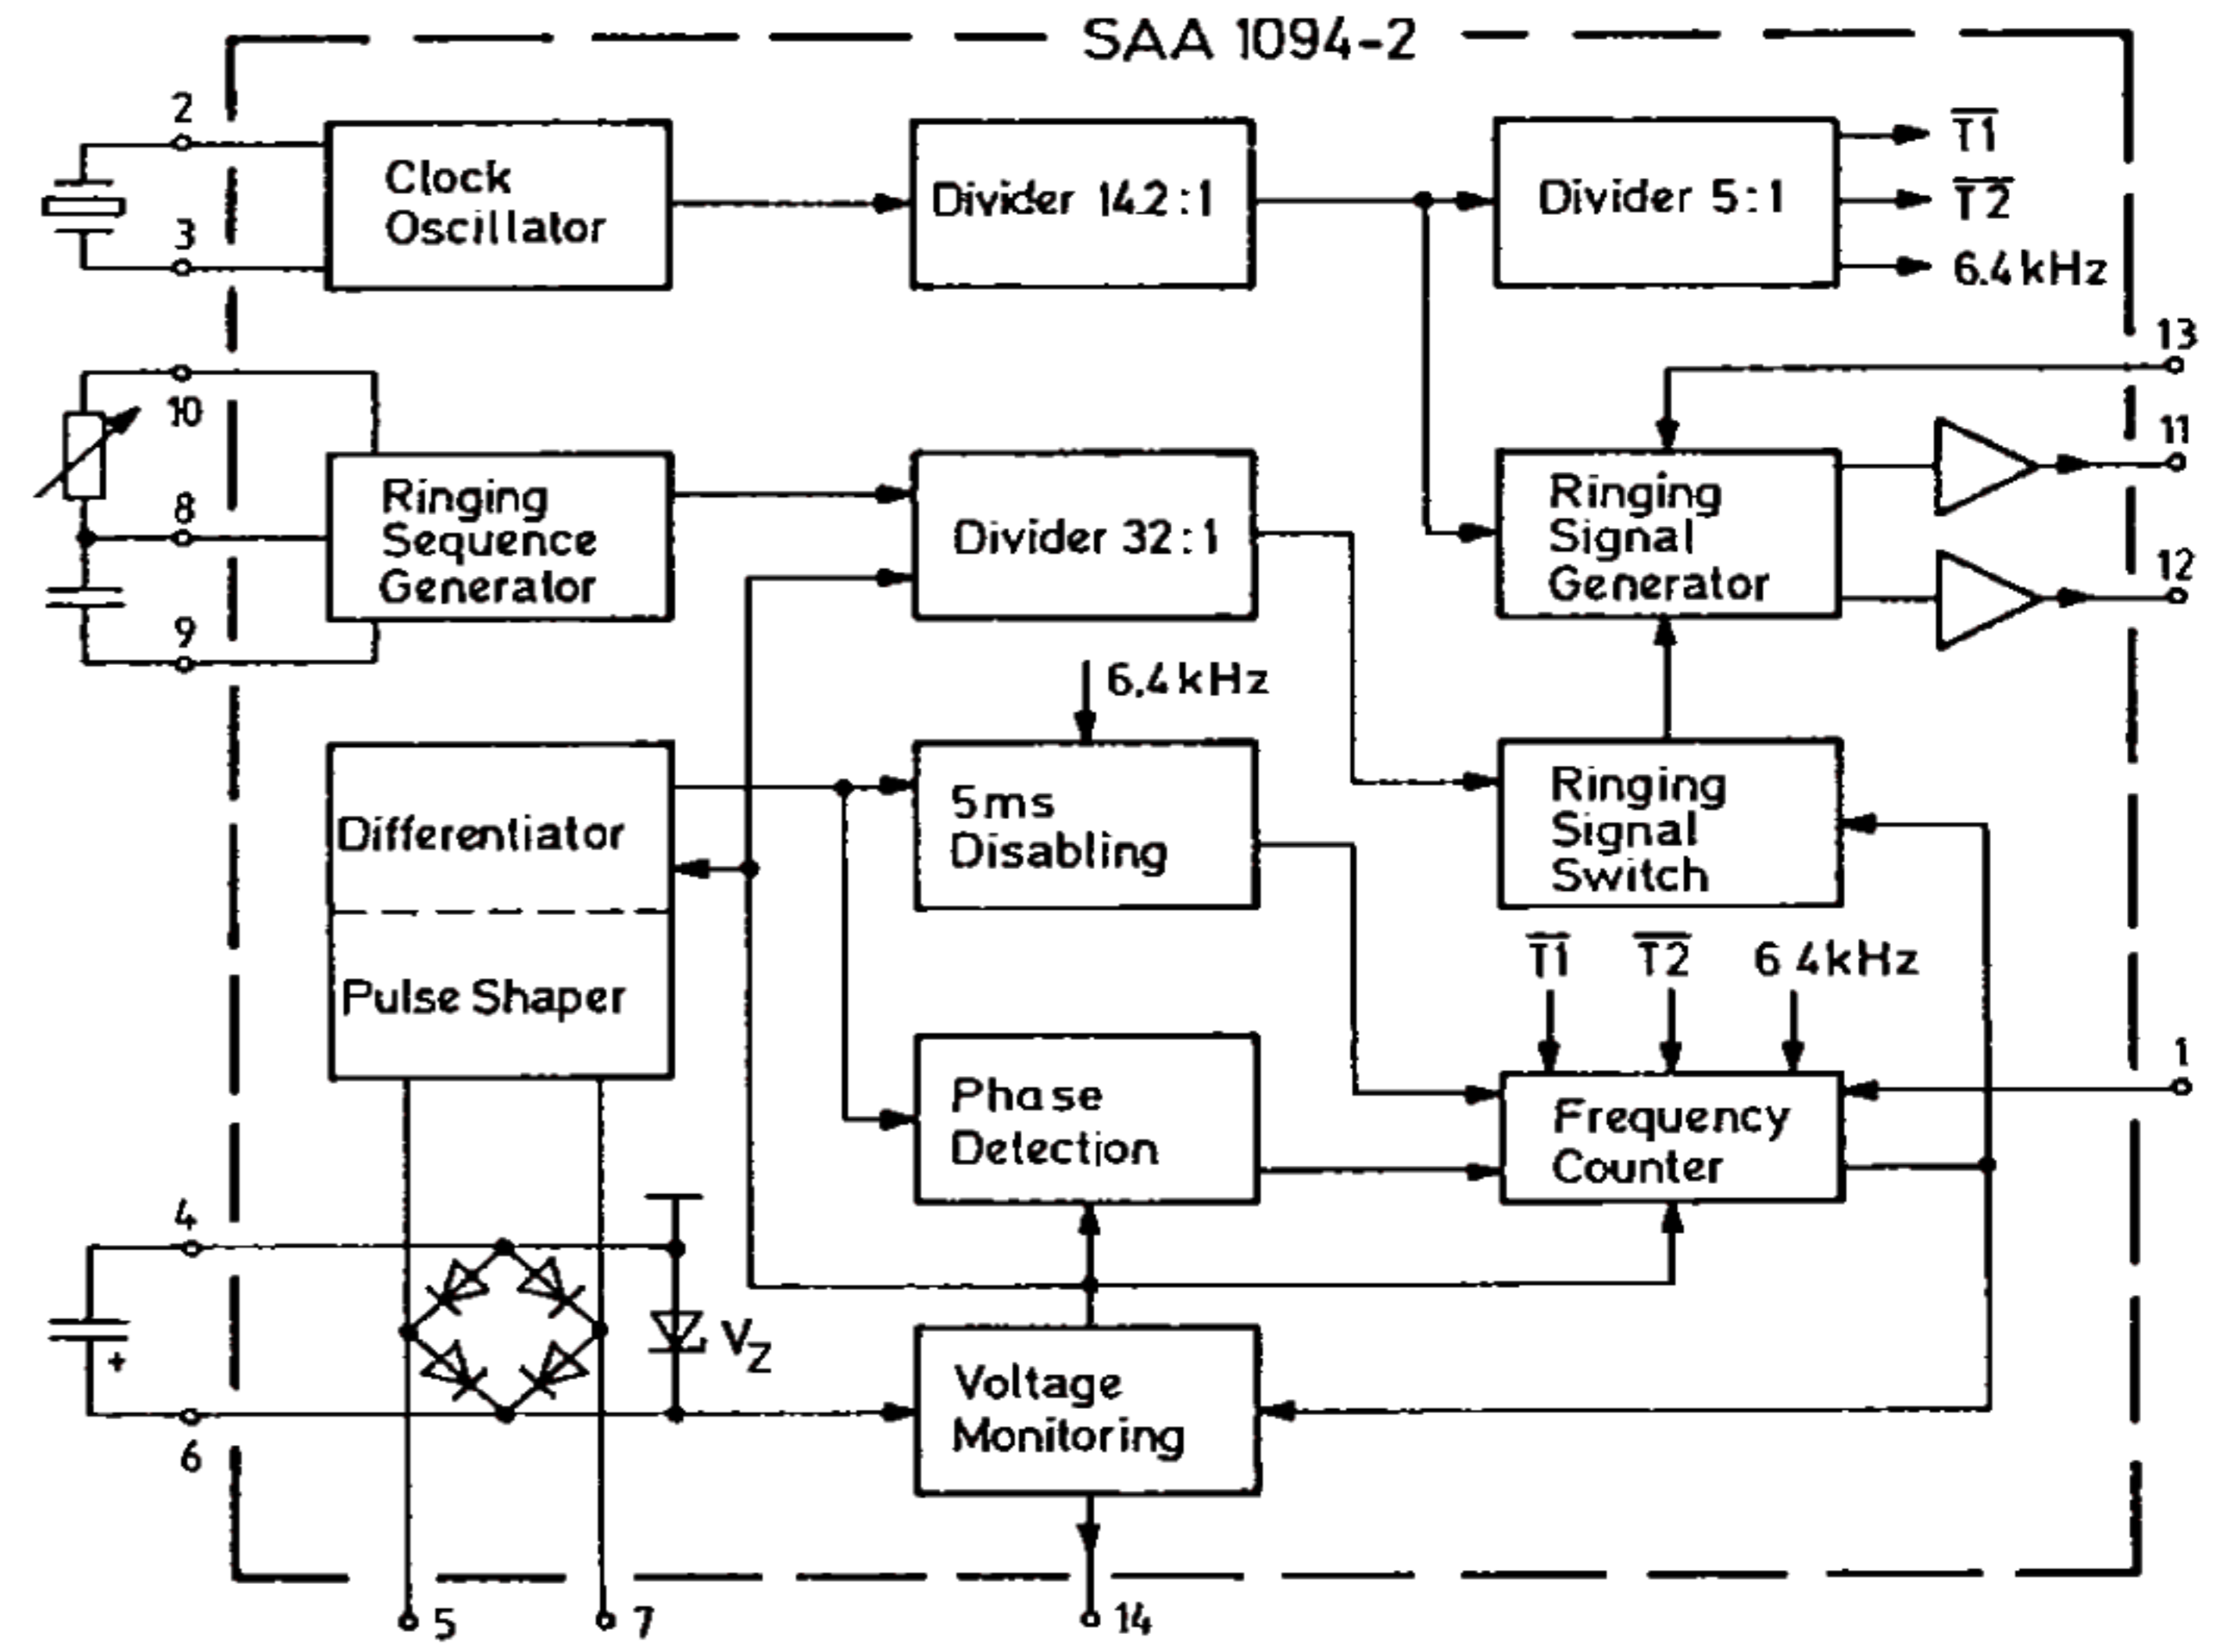 SAA 1094-2
2
3
Clock
Oscillator
Divider 142:1
Divider 5:1
T1
T2
6.4kHz
13
10
8
9
Ringing
Sequence
Generator
Divider 32:1
Ringing
Signal
Generator
11
12
6.4kHz
Differentiator
Pulse Shaper
5ms
Disabling
Ringing
Signal
Switch
T1
T2
6 4kHz
Phase
Detection
Frequency
Counter
1
4
6
VZ
Voltage
Monitoring
5
7
14
+